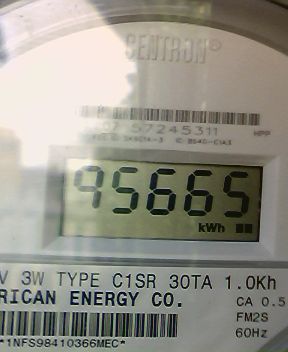 CENTRON®
57245311
HPP
95665
kWh
V 3W TYPE C1SR 30TA 1.0Kh
RICAN ENERGY CO.
CA 0.5
FM2S
60Hz
*1NFS98410366MEC*